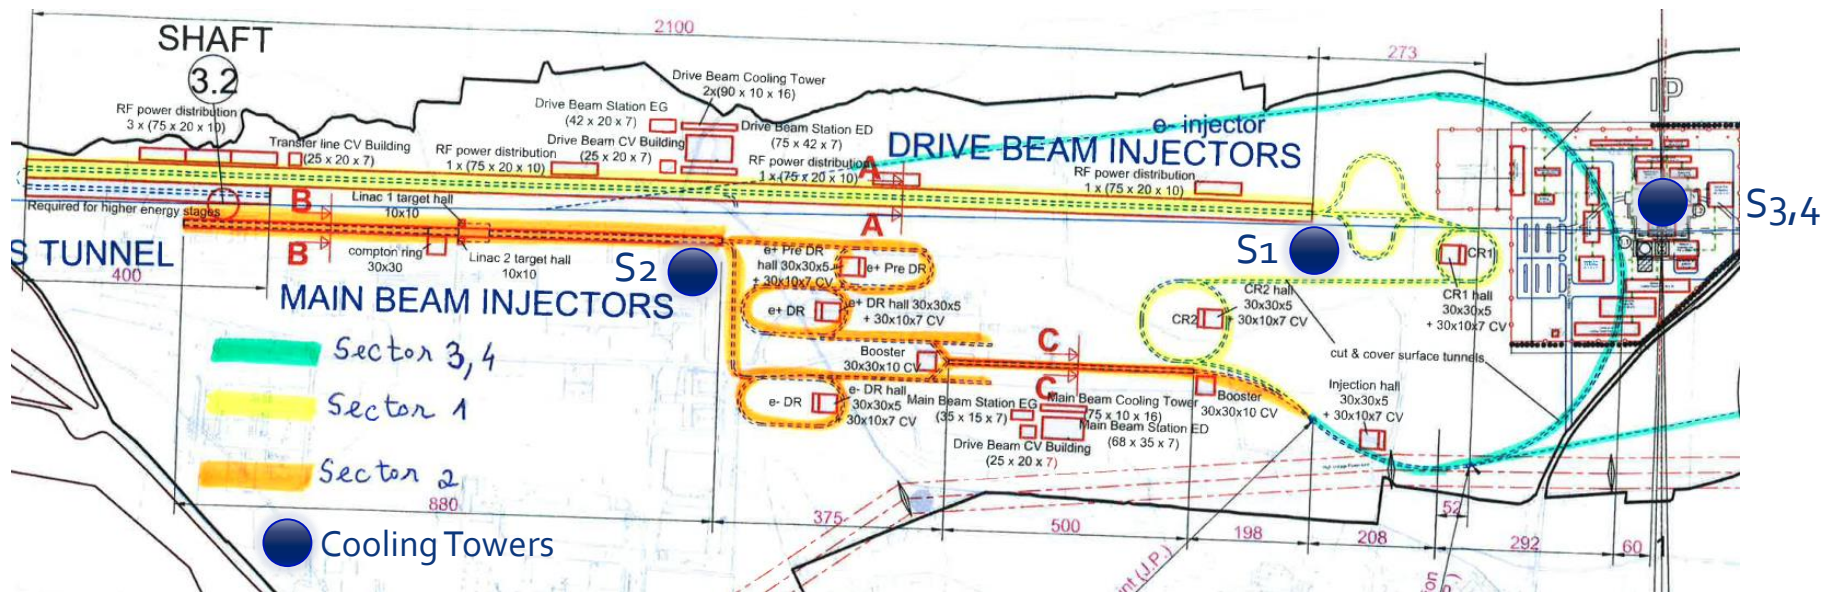 2100
273
SHAFT
3.2
IP
RF power distribution
3 x (75 x 20 x 10)
Transfer line CV Building
(25 x 20 x 7)
RF power distribution
1 x (75 x 20 x 10)
Drive Beam Station EG
(42 x 20 x 7)
Drive Beam CV Building
(25 x 20 x 7)
Drive Beam Cooling Tower
2x(90 x 10 x 16)
Drive Beam Station ED
(75 x 42 x 7)
RF power distribution
1 x (75 x 20 x 10)
A
A
e- injector
DRIVE BEAM INJECTORS
RF power distribution
1 x (75 x 20 x 10)
S3,4
Required for higher energy stages
B
B
Linac 1 target hall
10x10
compton ring
30x30
Linac 2 target hall
10x10
S TUNNEL
400
MAIN BEAM INJECTORS
S2
S1
e+ Pre DR
hall 30x30x5
+ 30x10x7 CV
e+ Pre DR
e+ DR
e+ DR hall 30x30x5
+ 30x10x7 CV
CR1
CR1 hall
30x30x5
+ 30x10x7 CV
CR2
CR2 hall
30x30x5
+ 30x10x7 CV
cut & cover surface tunnels
Sector 3,4
Sector 1
Sector 2
Booster
30x30x10 CV
C
C
e- DR
e- DR hall
30x30x5
+ 30x10x7 CV
Main Beam Station EG
(35 x 15 x 7)
Main Beam Cooling Tower
(75 x 10 x 16)
Main Beam Station ED
(68 x 35 x 7)
Drive Beam CV Building
(25 x 20 x 7)
Booster
30x30x10 CV
Injection hall
30x30x5
+ 30x10x7 CV
880
375
500
198
208
52
292
60
1
Cooling Towers
int (J.P.)